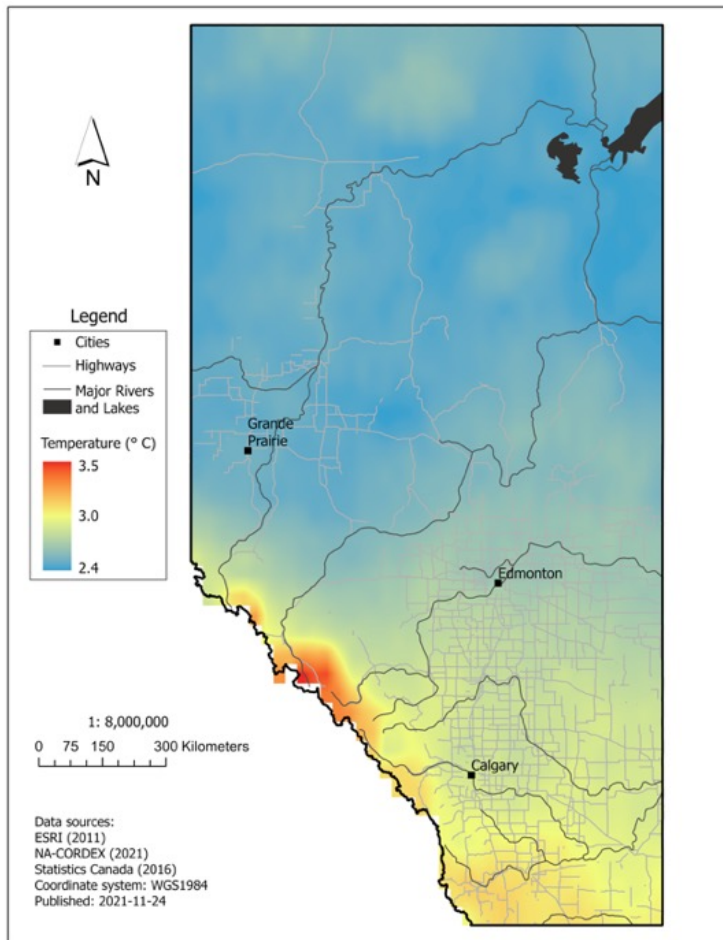 N
Legend
Cities
Highways
Major Rivers
and Lakes
Temperature (° C)
3.5
3.0
2.4
Grande
Prairie
Edmonton
Calgary
1: 8,000,000
0 75 150 300 Kilometers
Data sources:
ESRI (2011)
NA-CORDEX (2021)
Statistics Canada (2016)
Coordinate system: WGS1984
Published: 2021-11-24